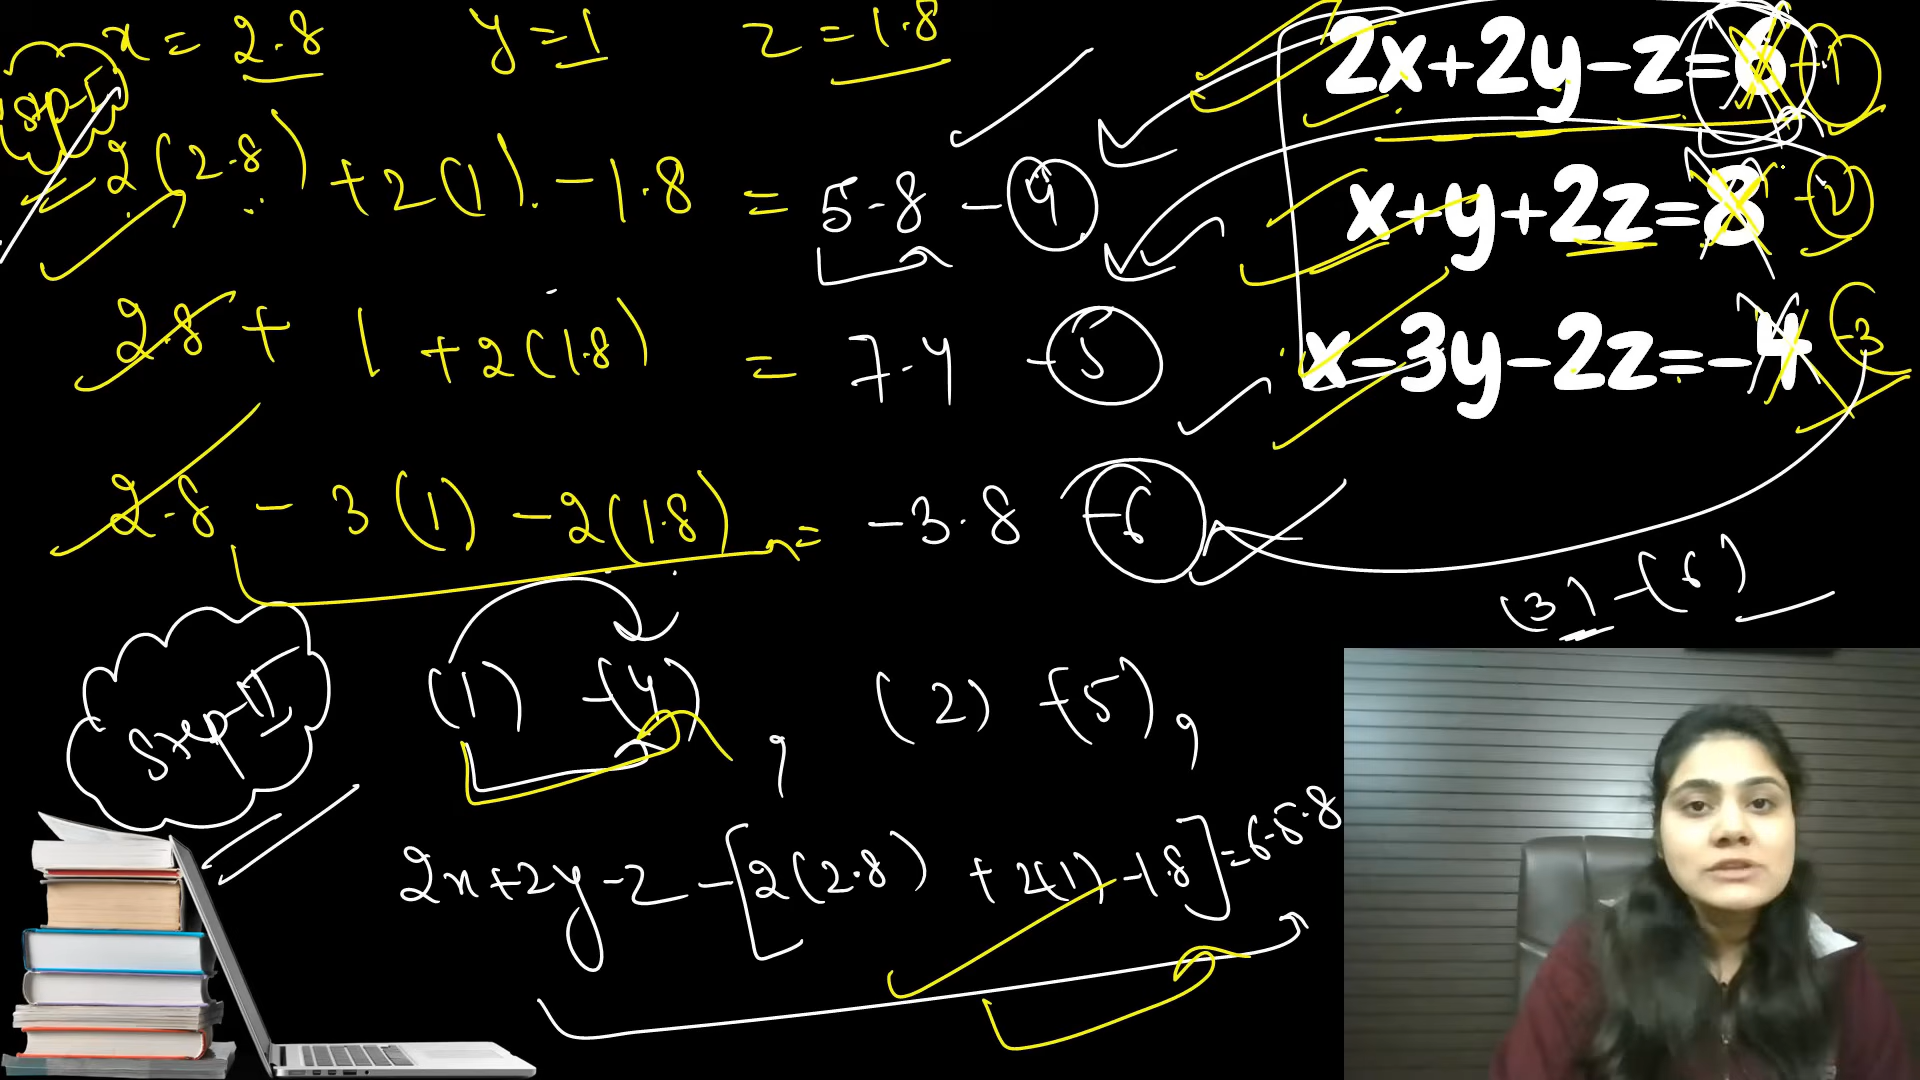 x = 2.8 y = 1 z = 1.8
2x+2y-z=6 -1
Step-I
2(2.8) + 2(1) - 1.8 = 5.8 - 4
x+y+2z=8 -2
2.8 + 1 + 2(1.8) = 7.4 - 5
x-3y-2z=-4 -3
2.8 - 3(1) - 2(1.8) = -3.8 - 6
(3) - (6)
Step-II
(1) - (4), (2) - (5),
2x+2y-z - [2(2.8) + 2(1) - 1.8] = 6-5.8